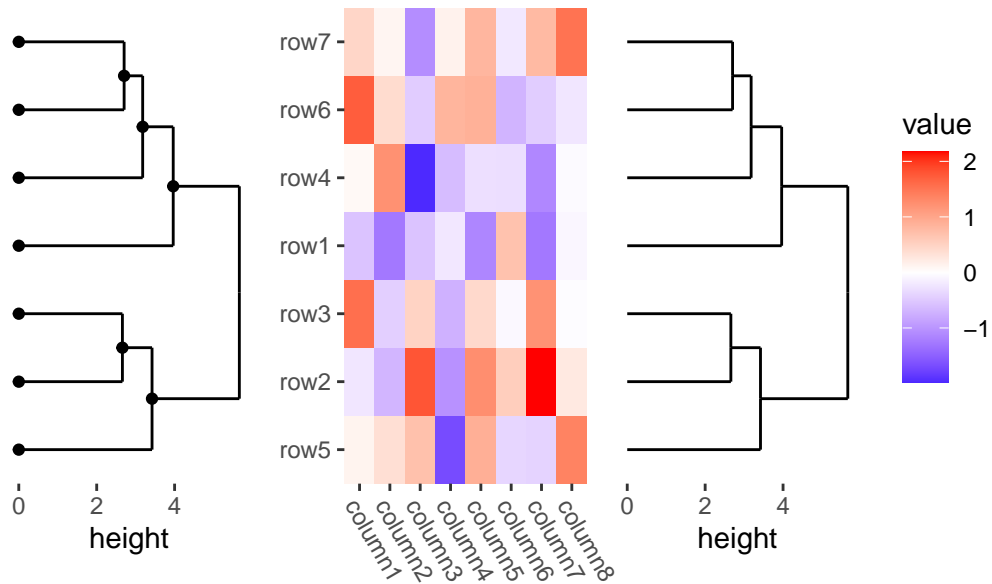 row7
row6
row4
row1
row3
row2
row5
0 2 4
height
column1
column2
column3
column4
column5
column6
column7
column8
0 2 4
height
value
2
1
0
−1